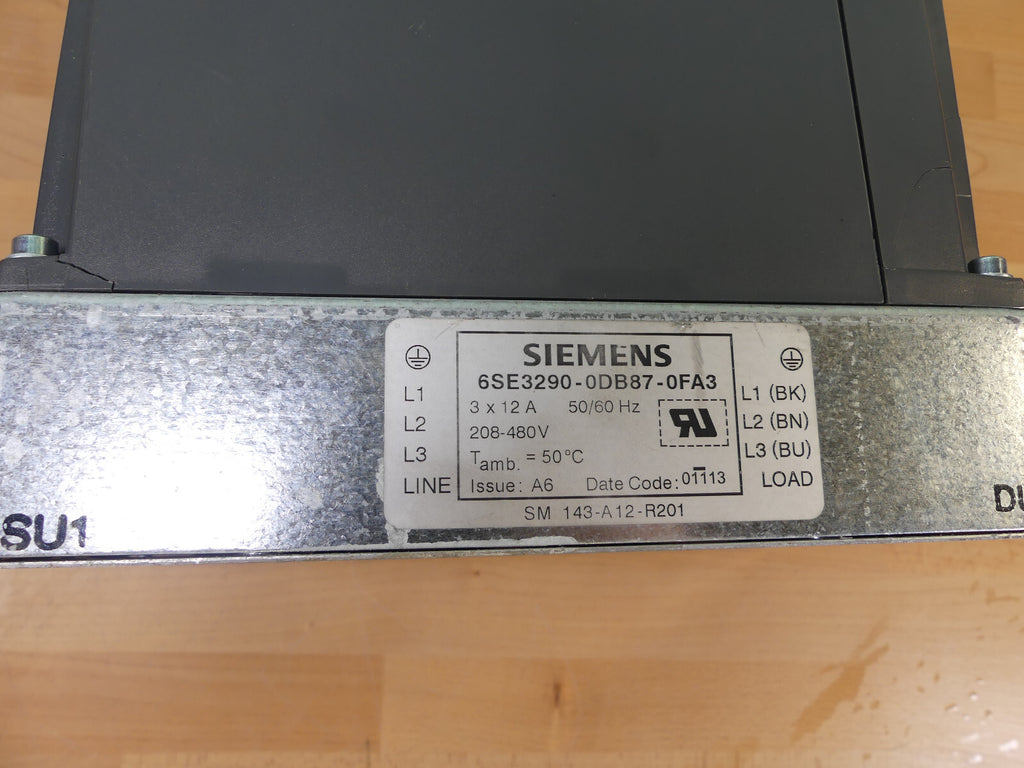 SIEMENS
6SE3290-0DB87-0FA3
L1 3 x 12 A 50/60 Hz L1 (BK)
L2 208-480V L2 (BN)
L3 Tamb. = 50°C L3 (BU)
LINE Issue: A6 Date Code: 01113 LOAD
SM 143-A12-R201
SU1